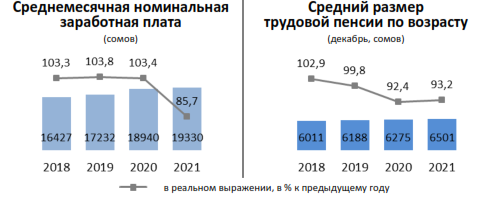 Среднемесячная номинальная
заработная плата
(сомов)
103,3 103,8 103,4
85,7
16427 17232 18940 19330
2018 2019 2020 2021
Средний размер
трудовой пенсии по возрасту
(декабрь, сомов)
102,9
99,8
92,4 93,2
6011 6188 6275 6501
2018 2019 2020 2021
в реальном выражении, в % к предыдущему году